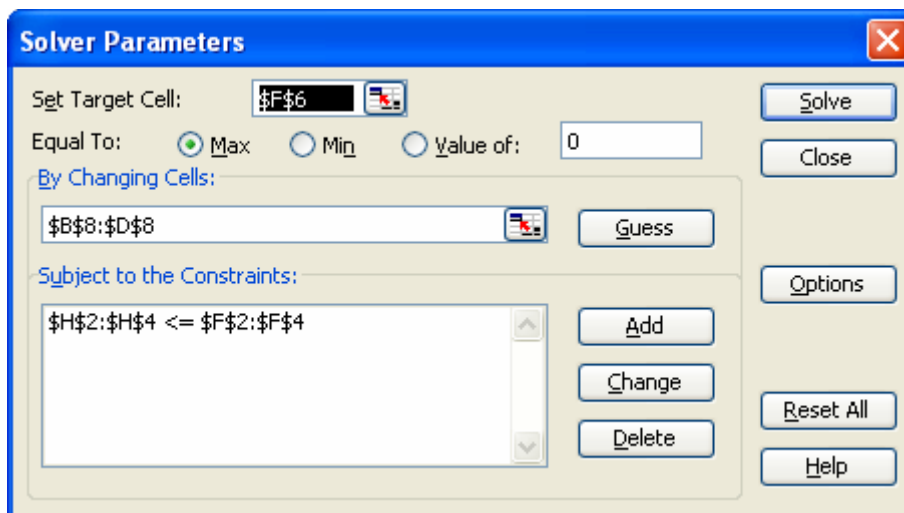 Solver Parameters
Set Target Cell: $F$6 Solve
Equal To: Max Min Value of: 0 Close
By Changing Cells:
$B$8:$D$8 Guess
Subject to the Constraints: Options
$H$2:$H$4 <= $F$2:$F$4 Add
Change
Reset All
Delete
Help